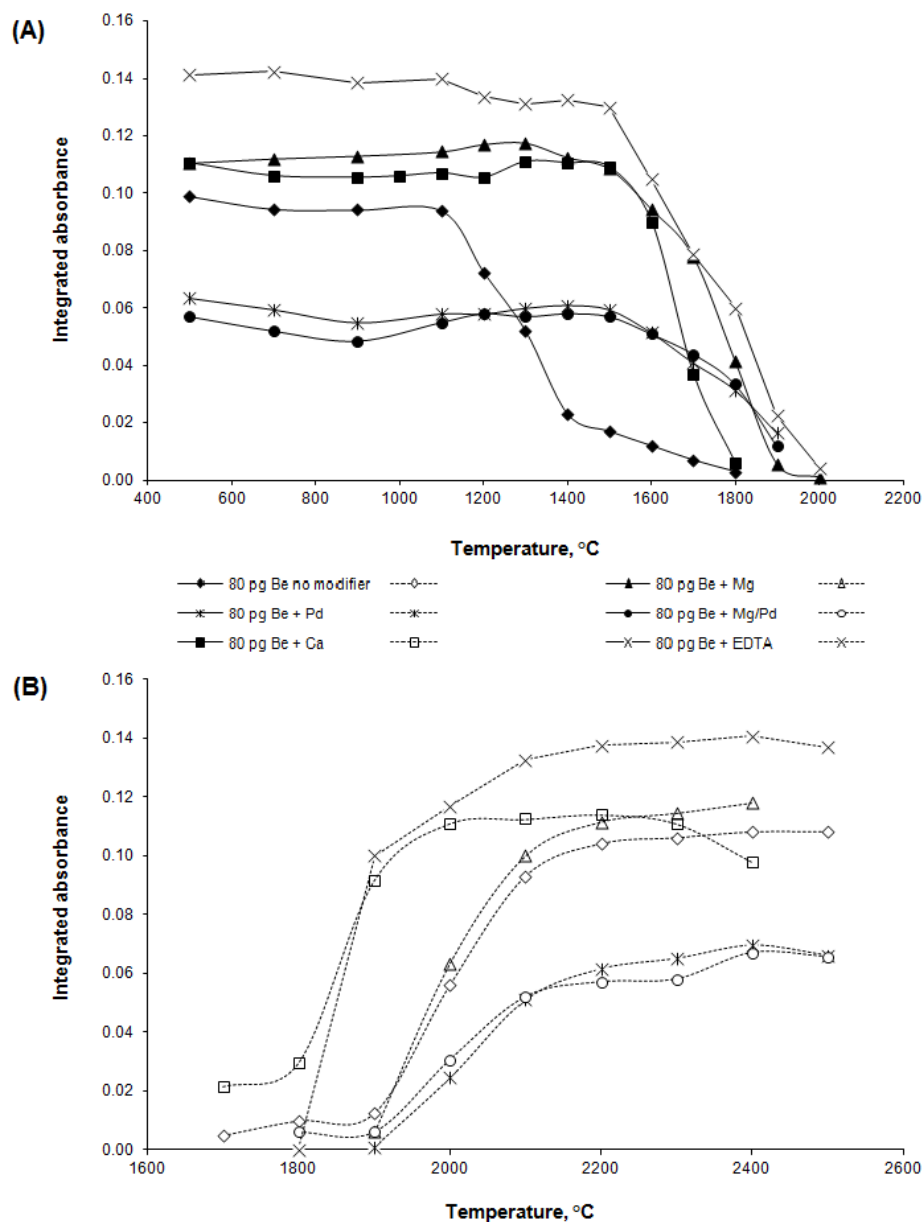 (A)
0.16
0.14
0.12
0.10
0.08
0.06
0.04
0.02
0.00
Integrated absorbance
400 600 800 1000 1200 1400 1600 1800 2000 2200
Temperature, °C
80 pg Be no modifier 80 pg Be + Mg
80 pg Be + Pd 80 pg Be + Mg/Pd
80 pg Be + Ca 80 pg Be + EDTA
(B)
0.16
0.14
0.12
0.10
0.08
0.06
0.04
0.02
0.00
Integrated absorbance
1600 1800 2000 2200 2400 2600
Temperature, °C